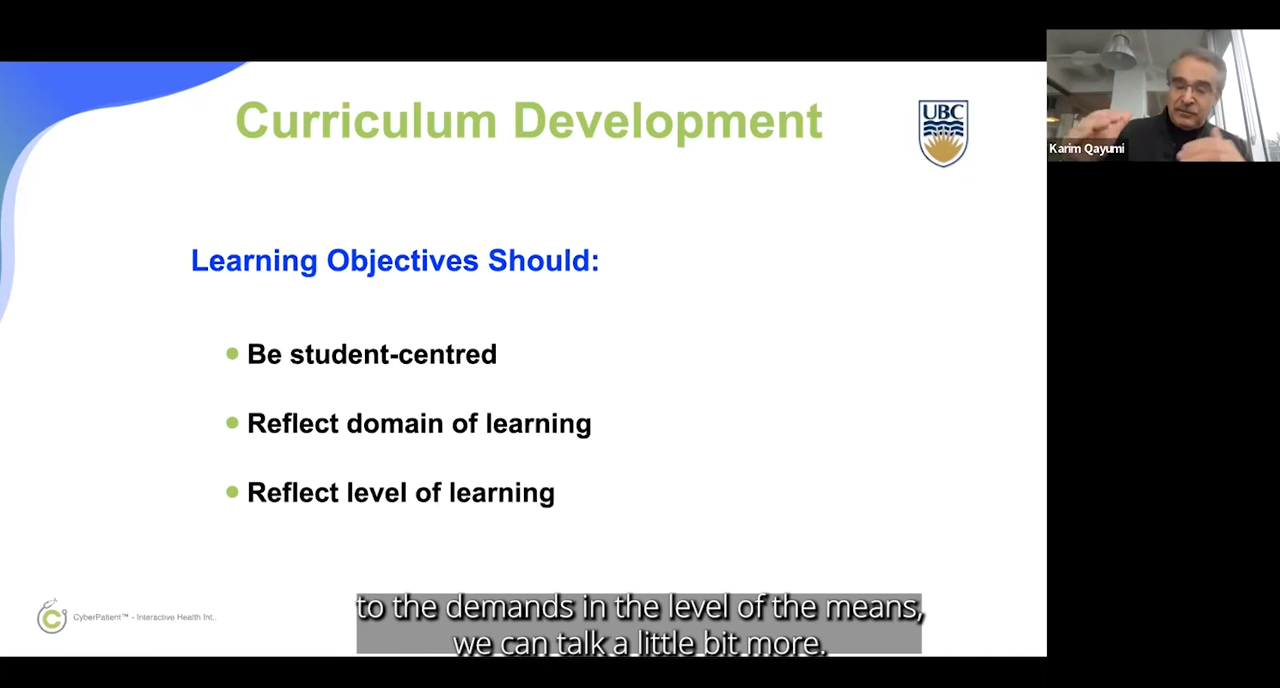 Curriculum Development
UBC
Karim Qayumi
Learning Objectives Should:
Be student-centred
Reflect domain of learning
Reflect level of learning
CyberPatient™ - Interactive Health Int..
to the demands in the level of the means,
we can talk a little bit more.